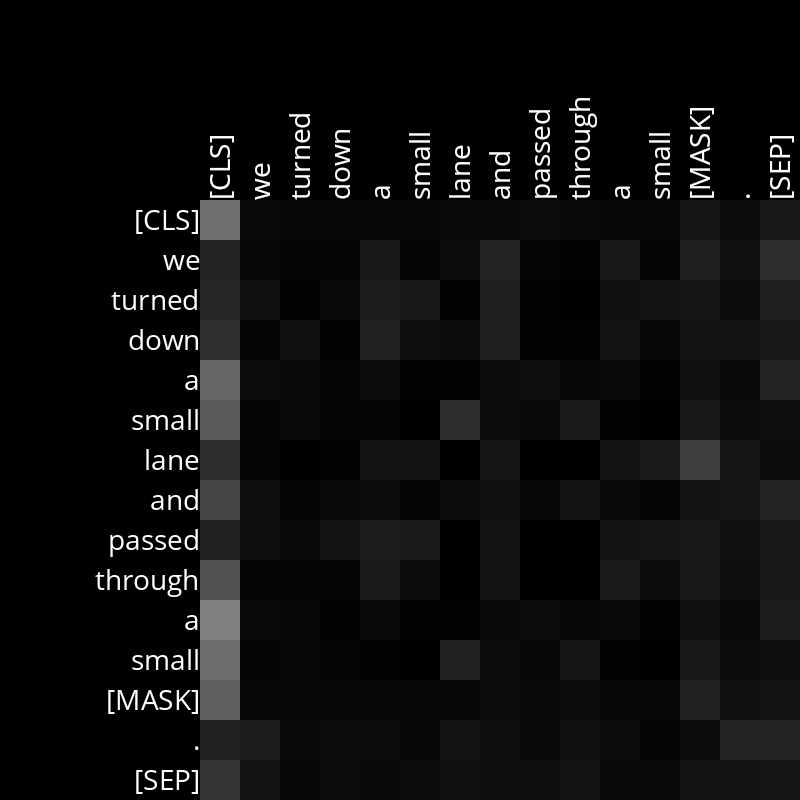 [CLS] we turned down a small lane and passed through a small [MASK] . [SEP]
[CLS]
we
turned
down
a
small
lane
and
passed
through
a
small
[MASK]
.
[SEP]